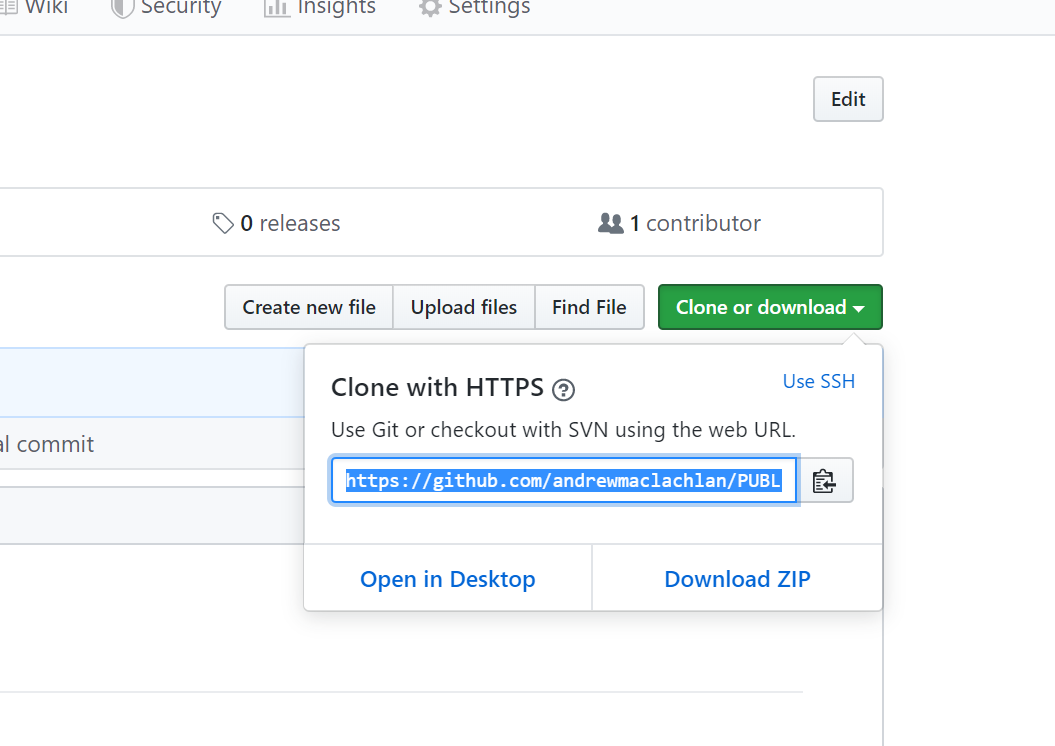 Wiki Security Insights Settings
Edit
0 releases 1 contributor
Create new file Upload files Find File Clone or download
Clone with HTTPS ?
Use SSH
Use Git or checkout with SVN using the web URL.
al commit
https://github.com/andrewmaclachlan/PUBL
Open in Desktop Download ZIP